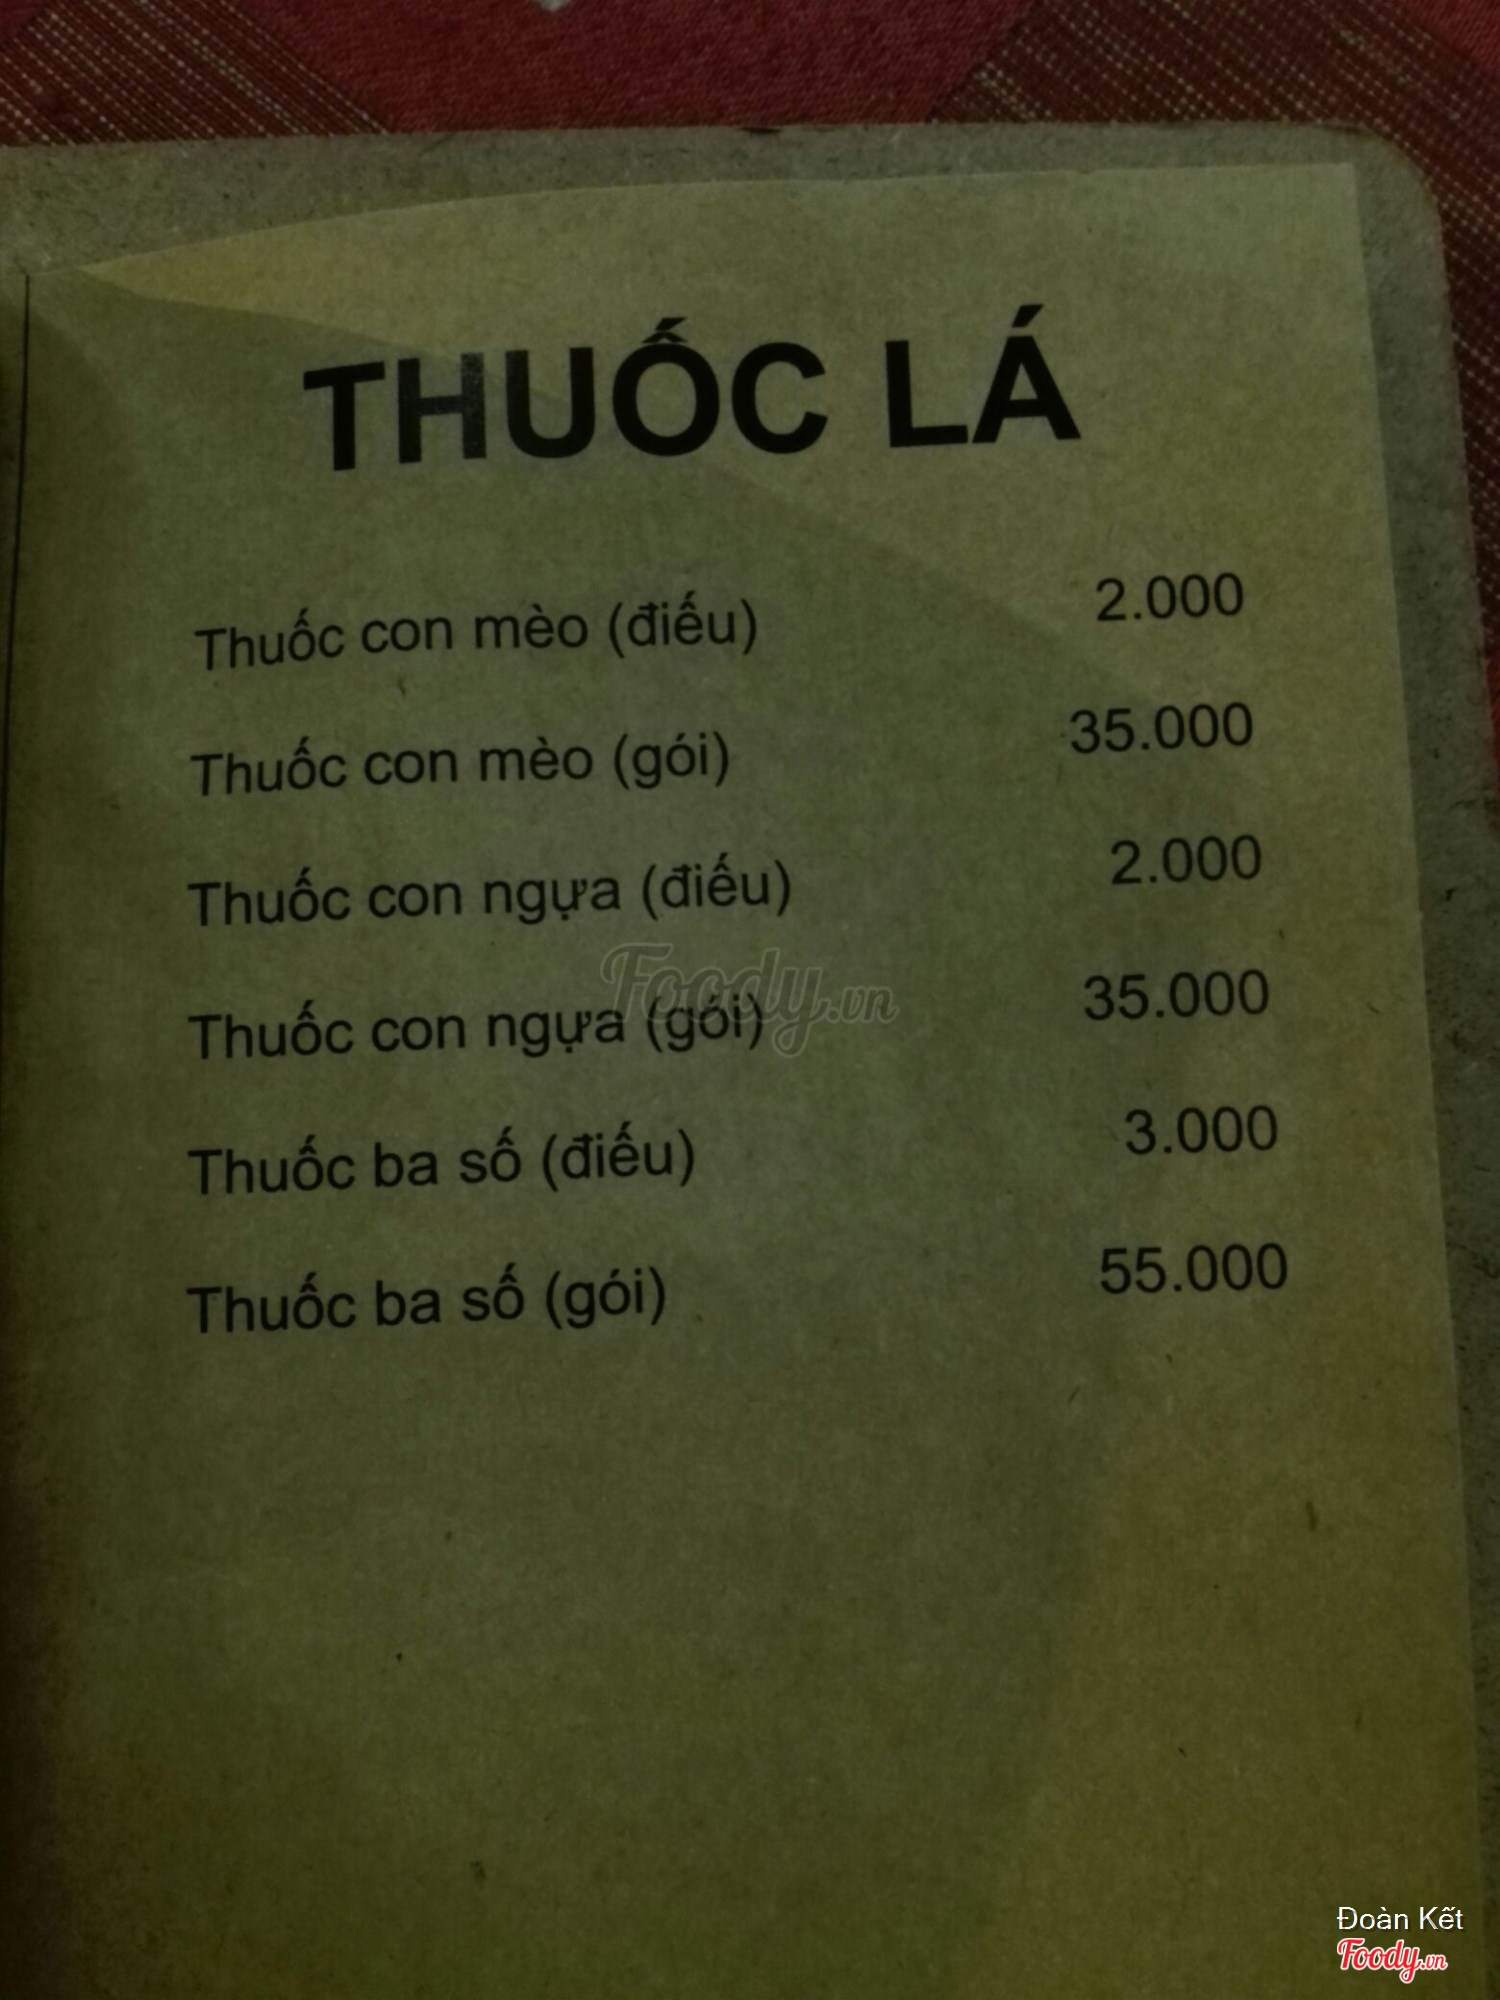 THUỐC LÁ
Thuốc con mèo (điếu) 2.000
Thuốc con mèo (gói) 35.000
Thuốc con ngựa (điếu) 2.000
Thuốc con ngựa (gói) 35.000
Thuốc ba số (điếu) 3.000
Thuốc ba số (gói) 55.000
Foody.vn
Đoàn Kết
Foody.vn